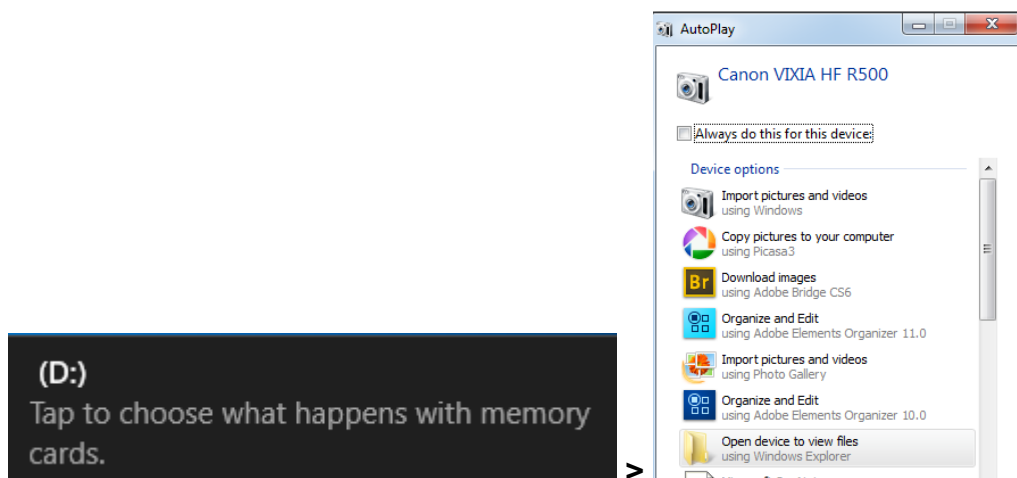 (D:)
Tap to choose what happens with memory
cards.
>
AutoPlay
Canon VIXIA HF R500
Always do this for this device:
Device options
Import pictures and videos
using Windows
Copy pictures to your computer
using Picasa3
Download images
using Adobe Bridge CS6
Br
Organize and Edit
using Adobe Elements Organizer 11.0
Import pictures and videos
using Photo Gallery
Organize and Edit
using Adobe Elements Organizer 10.0
Open device to view files
using Windows Explorer